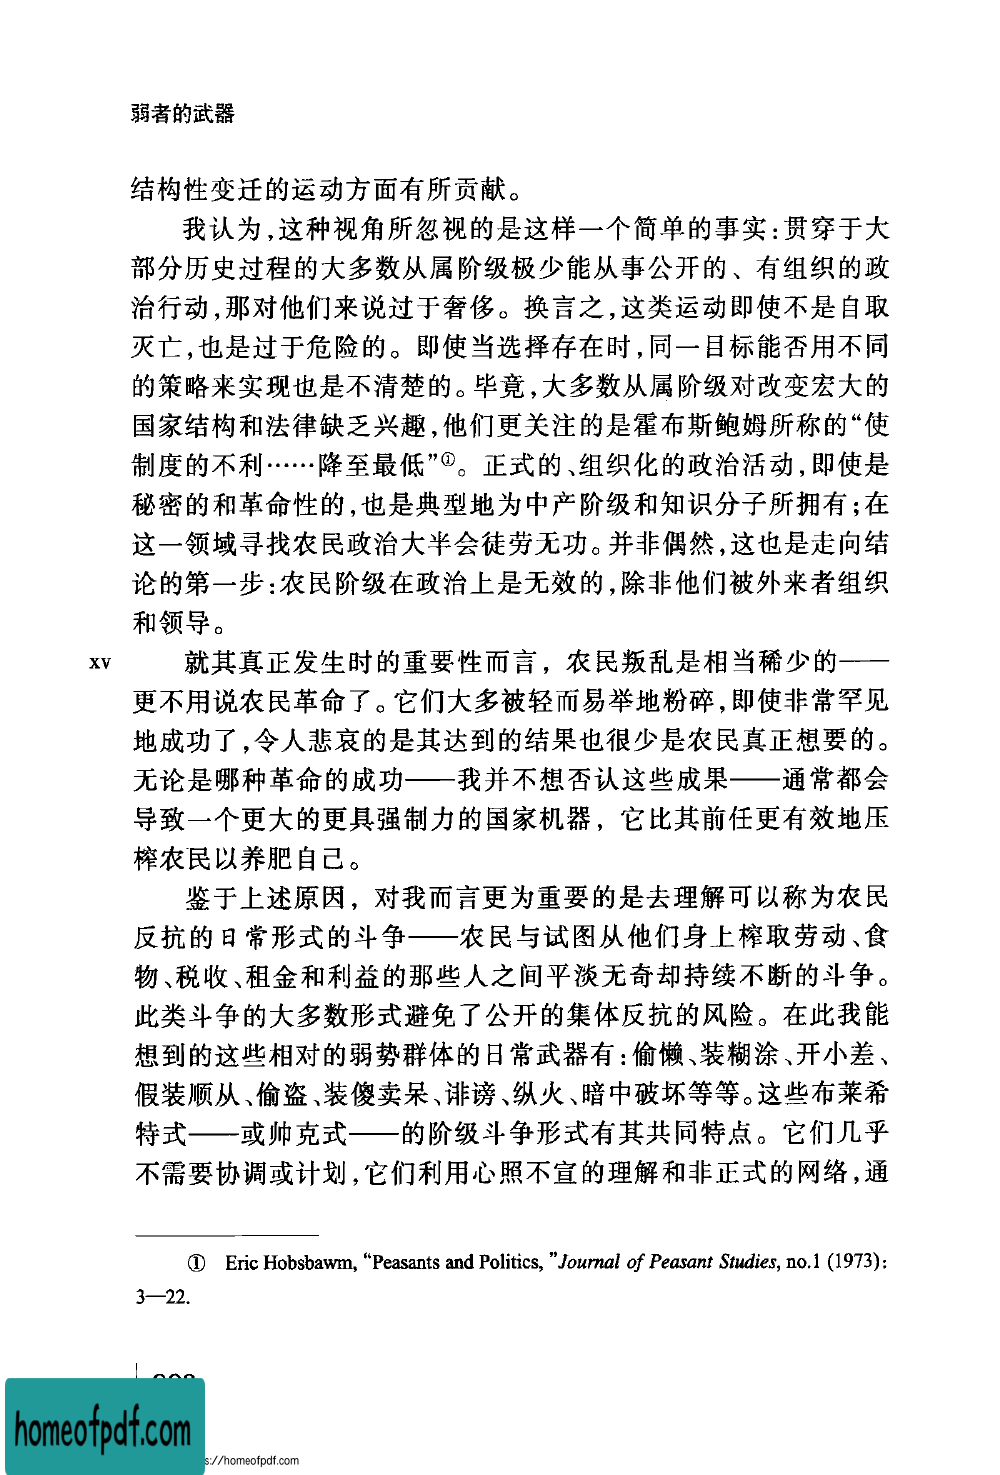 弱者的武器
结构性变迁的运动方面有所贡献。
我认为,这种视角所忽视的是这样一个简单的事实:贯穿于大
部分历史过程的大多数从属阶级极少能从事公开的、有组织的政
治行动,那对他们来说过于奢侈。换言之,这类运动即使不是自取
灭亡,也是过于危险的。即使当选择存在时,同一目标能否用不同
的策略来实现也是不清楚的。毕竟,大多数从属阶级对改变宏大的
国家结构和法律缺乏兴趣,他们更关注的是霍布斯鲍姆所称的“使
制度的不利……降至最低”①。正式的、组织化的政治活动,即使是
秘密的和革命性的,也是典型地为中产阶级和知识分子所拥有;在
这一领域寻找农民政治大半会徒劳无功。并非偶然,这也是走向结
论的第一步:农民阶级在政治上是无效的,除非他们被外来者组织
和领导。
xv 就其真正发生时的重要性而言,农民叛乱是相当稀少的——
更不用说农民革命了。它们大多被轻而易举地粉碎,即使非常罕见
地成功了,令人悲哀的是其达到的结果也很少是农民真正想要的。
无论是哪种革命的成功——我并不想否认这些成果——通常都会
导致一个更大的更具强制力的国家机器,它比其前任更有效地压
榨农民以养肥自己。
鉴于上述原因,对我而言更为重要的是去理解可以称为农民
反抗的日常形式的斗争——农民与试图从他们身上榨取劳动、食
物、税收、租金和利益的那些人之间平淡无奇却持续不断的斗争。
此类斗争的大多数形式避免了公开的集体反抗的风险。在此我能
想到的这些相对的弱势群体的日常武器有:偷懒、装糊涂、开小差、
假装顺从、偷盗、装傻卖呆、诽谤、纵火、暗中破坏等等。这些布莱希
特式——或帅克式——的阶级斗争形式有其共同特点。它们几乎
不需要协调或计划,它们利用心照不宣的理解和非正式的网络,通
① Eric Hobsbawm, “Peasants and Politics, ”Journal of Peasant Studies, no.1 (1973):
3—22.
homeofpdf.com
s://homeofpdf.com